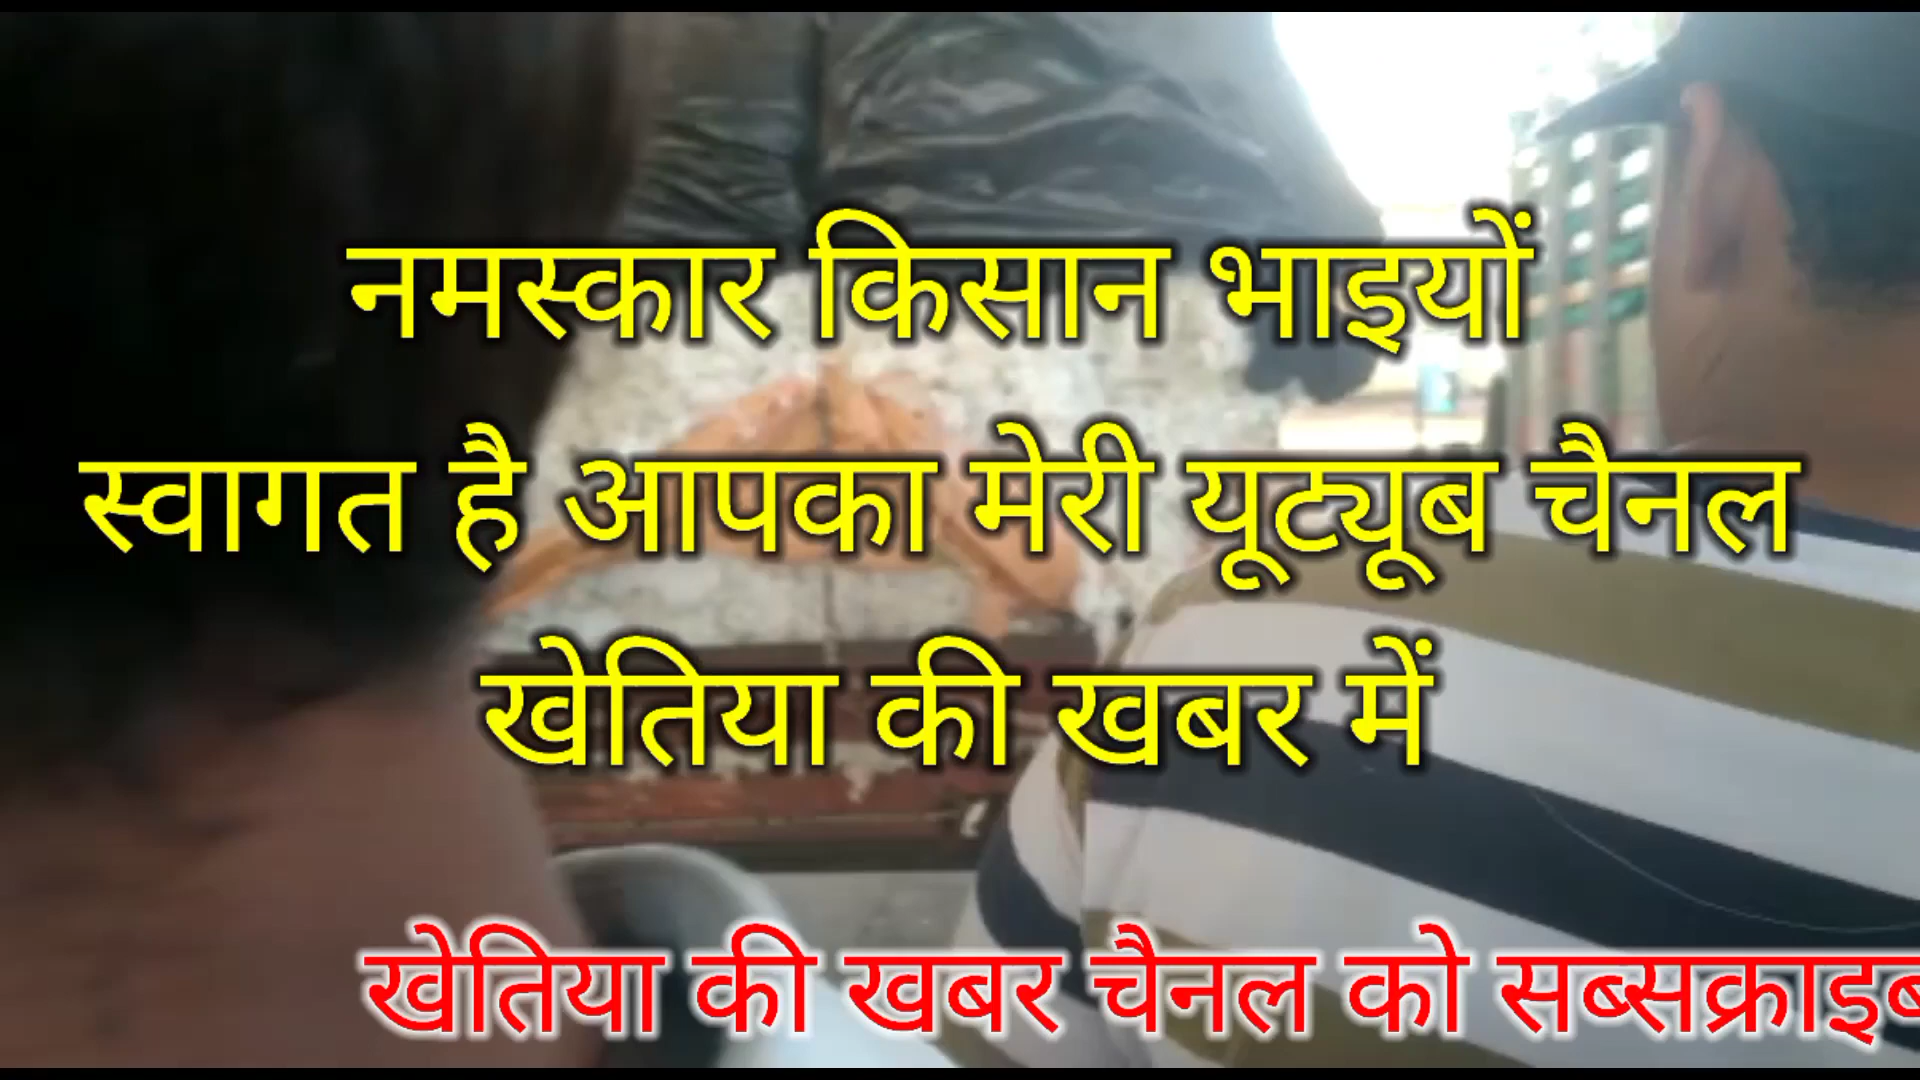 नमस्कार किसान भाइयों
स्वागत है आपका मेरी यूट्यूब चैनल
खेतिया की खबर में
खेतिया की खबर चैनल को सब्सक्राइब